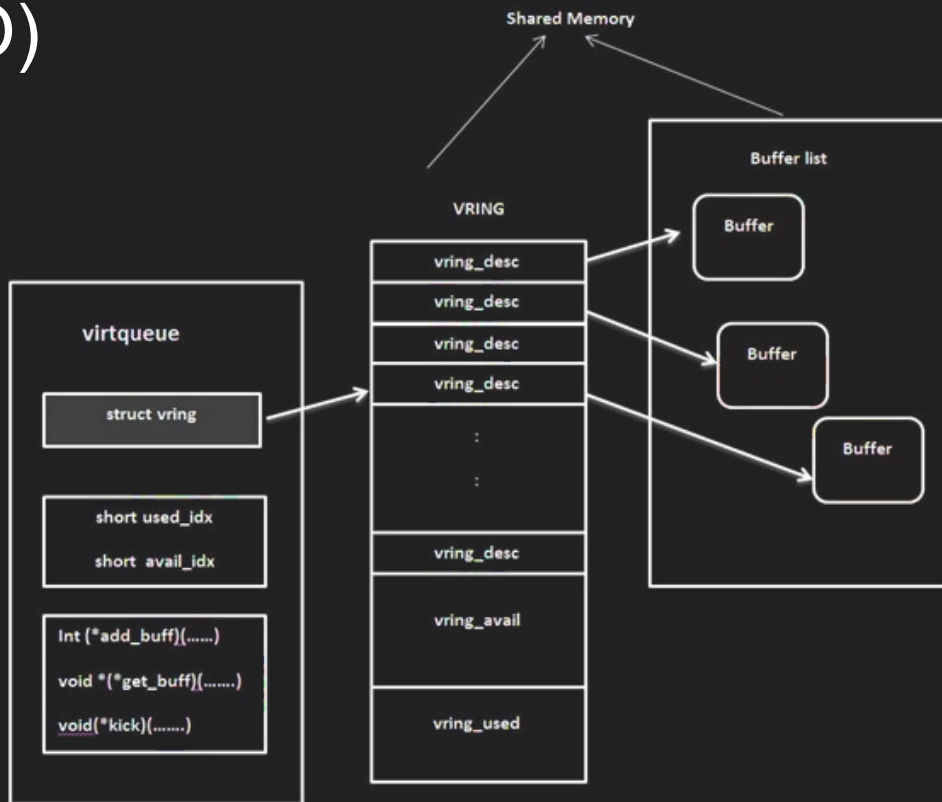 O)
Shared Memory
VRING
vring_desc
vring_desc
vring_desc
vring_desc
:
:
vring_desc
vring_avail
vring_used
virtqueue
struct vring
short used_idx
short avail_idx
Int (*add_buff)(......)
void *(*get_buff)(.......)
void(*kick)(.......)
Buffer list
Buffer
Buffer
Buffer